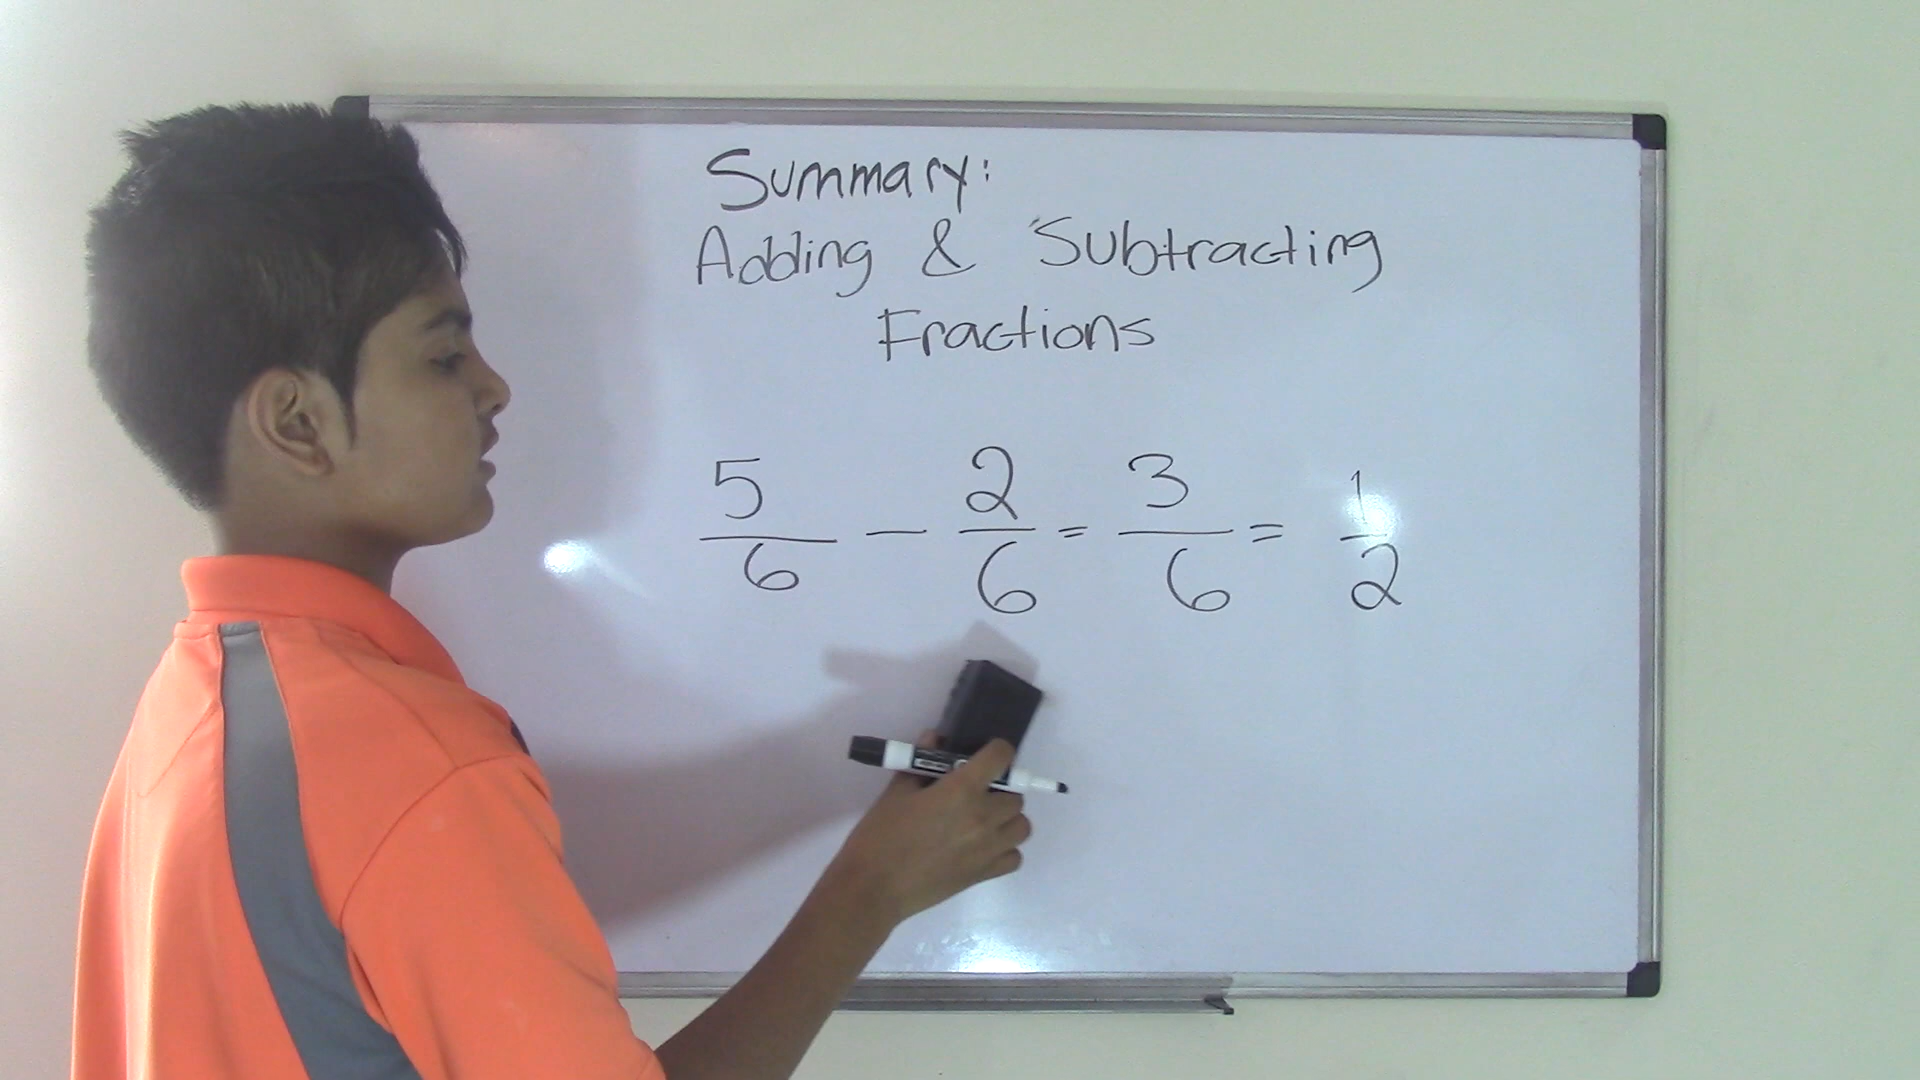 Summary:
Adding & Subtracting
Fractions
5/6 - 2/6 = 3/6 = 1/2